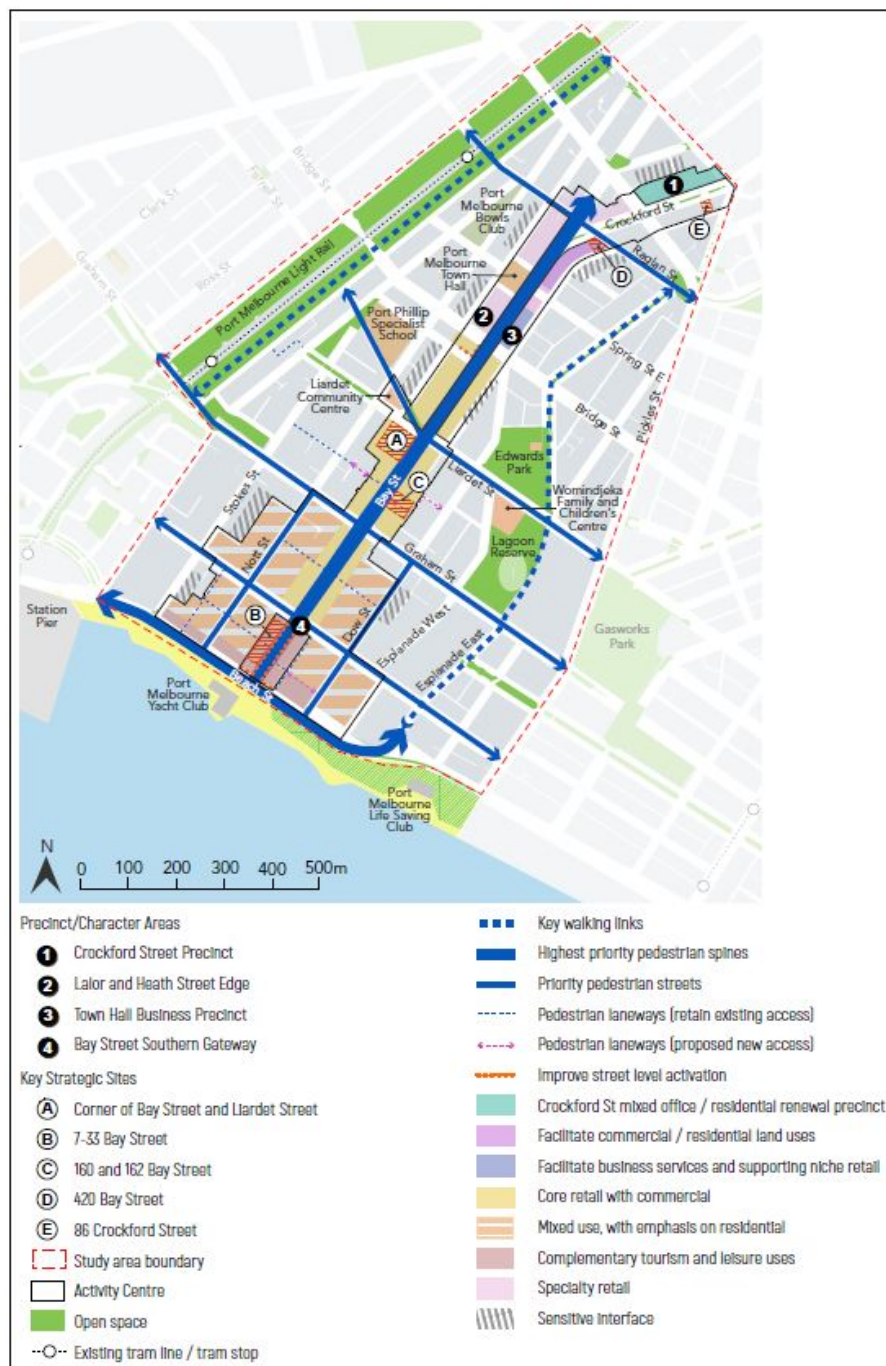 Port
Melbourne
Bowls
Club
1
Crockford St
E
Port
Melbourne
Town
Hall
D
Raglan St
Bridge St
Farrell St
Clark St
Ross St
Graham St
Port Melbourne Light Rail
Port Phillip
Specialist
School
2
3
Liardet
Community
Centre
Spring St E
Bridge St
Pickles St
A
C
Bay St
Liardet St
Edwards
Park
Womindjeka
Family and
Children's
Centre
Lagoon
Reserve
Stokes St
Nott St
Graham St
B
4
Dow St
Esplanade West
Esplanade East
Gasworks
Park
Station
Pier
Port
Melbourne
Yacht Club
Port
Melbourne
Life Saving
Club
N
0 100 200 300 400 500m
Precinct/Character Areas
1 Crockford Street Precinct
2 Lalor and Heath Street Edge
3 Town Hall Business Precinct
4 Bay Street Southern Gateway
Key Strategic Sites
A Corner of Bay Street and Liardet Street
B 7-33 Bay Street
C 160 and 162 Bay Street
D 420 Bay Street
E 86 Crockford Street
Study area boundary
Activity Centre
Open space
Existing tram line / tram stop
Key walking links
Highest priority pedestrian spines
Priority pedestrian streets
Pedestrian laneways (retain existing access)
Pedestrian laneways (proposed new access)
Improve street level activation
Crockford St mixed office / residential renewal precinct
Facilitate commercial / residential land uses
Facilitate business services and supporting niche retail
Core retail with commercial
Mixed use, with emphasis on residential
Complementary tourism and leisure uses
Specialty retail
Sensitive interface